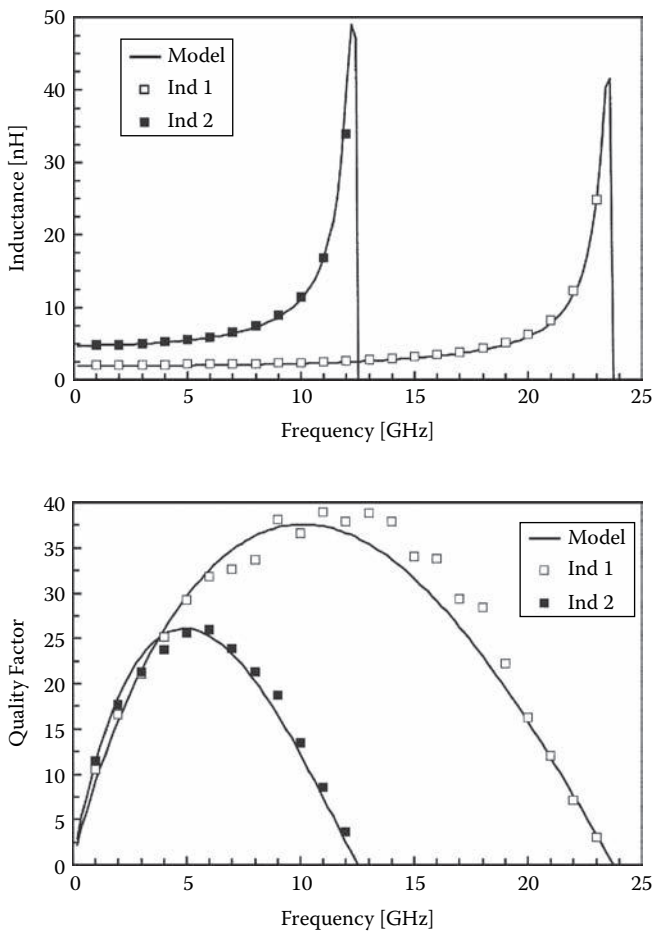 50
40
30
20
10
0
Inductance [nH]
Model
Ind 1
Ind 2
0 5 10 15 20 25
Frequency [GHz]
40
35
30
25
20
15
10
5
0
Quality Factor
Model
Ind 1
Ind 2
0 5 10 15 20 25
Frequency [GHz]